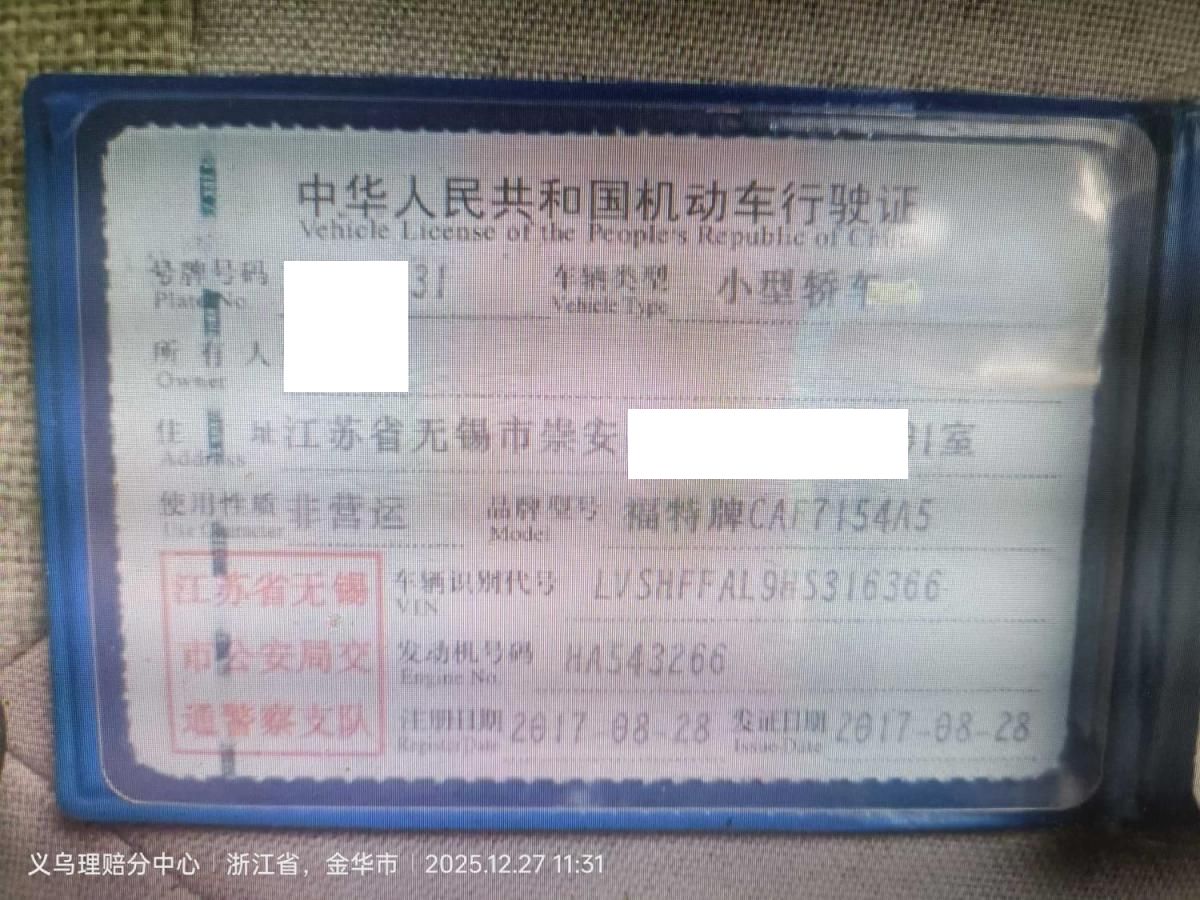 中华人民共和国机动车行驶证
Vehicle License of the People's Republic of China
号牌号码 31 车辆类型 小型轿车
Plate No. Vehicle Type
所有人
Owner
住址 江苏省无锡市崇安 01室
Address
使用性质 非营运 品牌型号 福特牌CAF7154A5
Use Character Model
江苏省无锡
市公安局交
通警察支队
车辆识别代号 LVSHFFAL9HS316366
VIN
发动机号码 HA543266
Engine No.
注册日期 2017-08-28 发证日期 2017-08-28
Register Date Issue Date
义乌理赔分中心 | 浙江省，金华市 | 2025.12.27 11:31